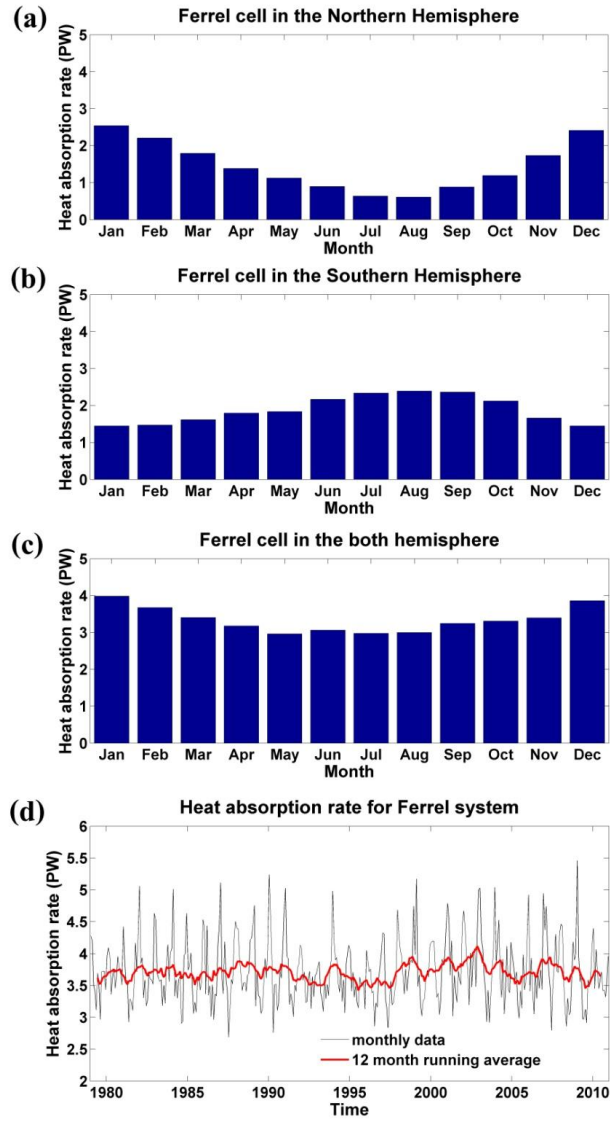 (a)
Ferrel cell in the Northern Hemisphere
Heat absorption rate (PW)
5
4
3
2
1
0
Jan Feb Mar Apr May Jun Jul Aug Sep Oct Nov Dec
Month
(b)
Ferrel cell in the Southern Hemisphere
Heat absorption rate (PW)
5
4
3
2
1
0
Jan Feb Mar Apr May Jun Jul Aug Sep Oct Nov Dec
Month
(c)
Ferrel cell in the both hemisphere
Heat absorption rate (PW)
5
4
3
2
1
0
Jan Feb Mar Apr May Jun Jul Aug Sep Oct Nov Dec
Month
(d)
Heat absorption rate for Ferrel system
Heat absorption rate (PW)
6
5.5
5
4.5
4
3.5
3
2.5
2
monthly data
12 month running average
1980 1985 1990 1995 2000 2005 2010
Time